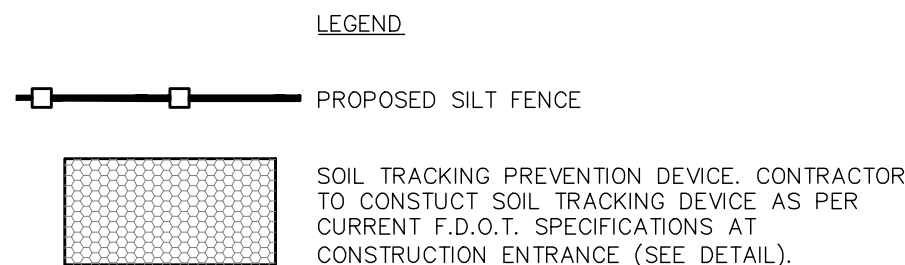 LEGEND
PROPOSED SILT FENCE
SOIL TRACKING PREVENTION DEVICE. CONTRACTOR
TO CONSTUCT SOIL TRACKING DEVICE AS PER
CURRENT F.D.O.T. SPECIFICATIONS AT
CONSTRUCTION ENTRANCE (SEE DETAIL).